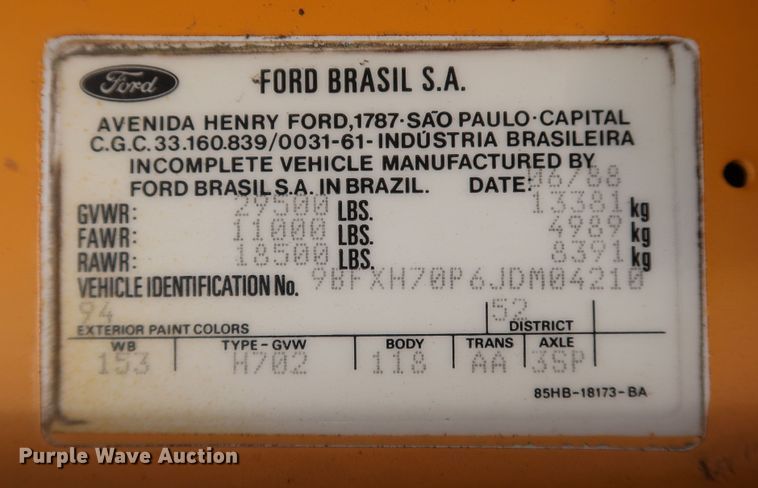 Ford
FORD BRASIL S.A.
AVENIDA HENRY FORD,1787·SAÕ PAULO·CAPITAL
C.G.C.33.160.839/0031-61-INDÚSTRIA BRASILEIRA
INCOMPLETE VEHICLE MANUFACTURED BY
FORD BRASIL S.A. IN BRAZIL. DATE: 06/88
GVWR: 29500 LBS. 13381 kg
FAWR: 11000 LBS. 4989 kg
RAWR: 18500 LBS. 8391 kg
VEHICLE IDENTIFICATION No. 9BFXH70P6JDM04210
94 52
EXTERIOR PAINT COLORS DISTRICT
WB TYPE-GVW BODY TRANS AXLE
153 H702 118 AA 3SP
85HB-18173-BA
Purple Wave Auction